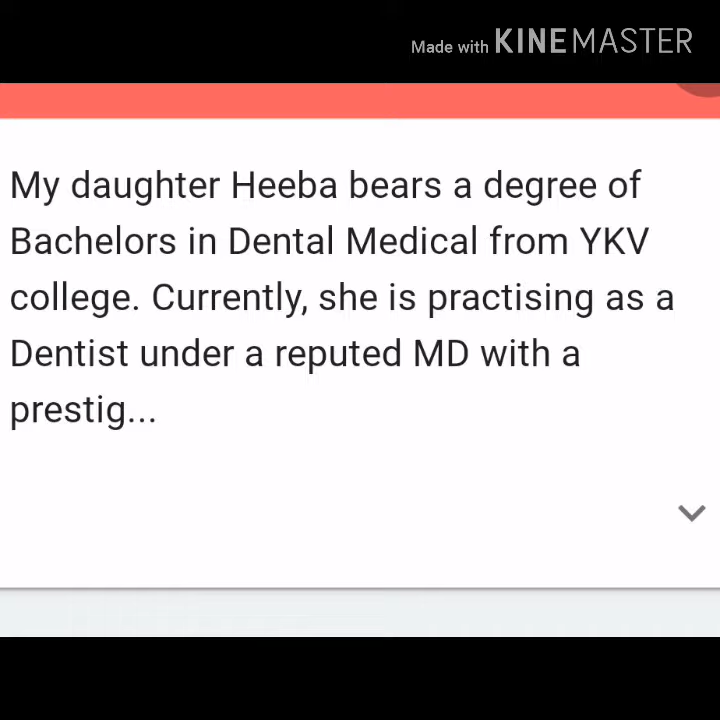 Made with KINEMASTER
My daughter Heeba bears a degree of
Bachelors in Dental Medical from YKV
college. Currently, she is practising as a
Dentist under a reputed MD with a
prestig...